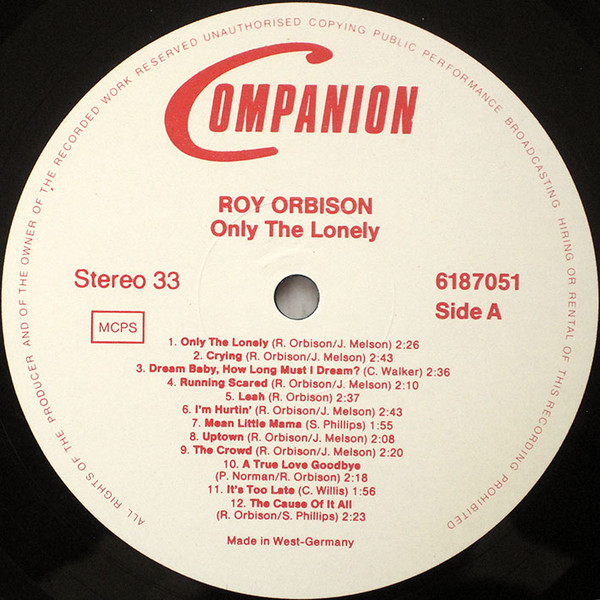 ALL RIGHTS OF THE PRODUCER AND OF THE OWNER OF THE RECORDED WORK RESERVED UNAUTHORISED COPYING PUBLIC PERFORMANCE BROADCASTING HIRING OR RENTAL OF THIS RECORDING PROHIBITED
COMPANION
ROY ORBISON
Only The Lonely
Stereo 33
6187051
MCPS
Side A
1. Only The Lonely (R. Orbison/J. Melson) 2:26
2. Crying (R. Orbison/J. Melson) 2:43
3. Dream Baby, How Long Must I Dream? (C. Walker) 2:36
4. Running Scared (R. Orbison/J. Melson) 2:10
5. Leah (R. Orbison) 2:37
6. I'm Hurtin' (R. Orbison/J. Melson) 2:43
7. Mean Little Mama (S. Phillips) 1:55
8. Uptown (R. Orbison/J. Melson) 2:08
9. The Crowd (R. Orbison/J. Melson) 2:20
10. A True Love Goodbye
(P. Norman/R. Orbison) 2:18
11. It's Too Late (C. Willis) 1:56
12. The Cause Of It All
(R. Orbison/S. Phillips) 2:23
Made in West-Germany